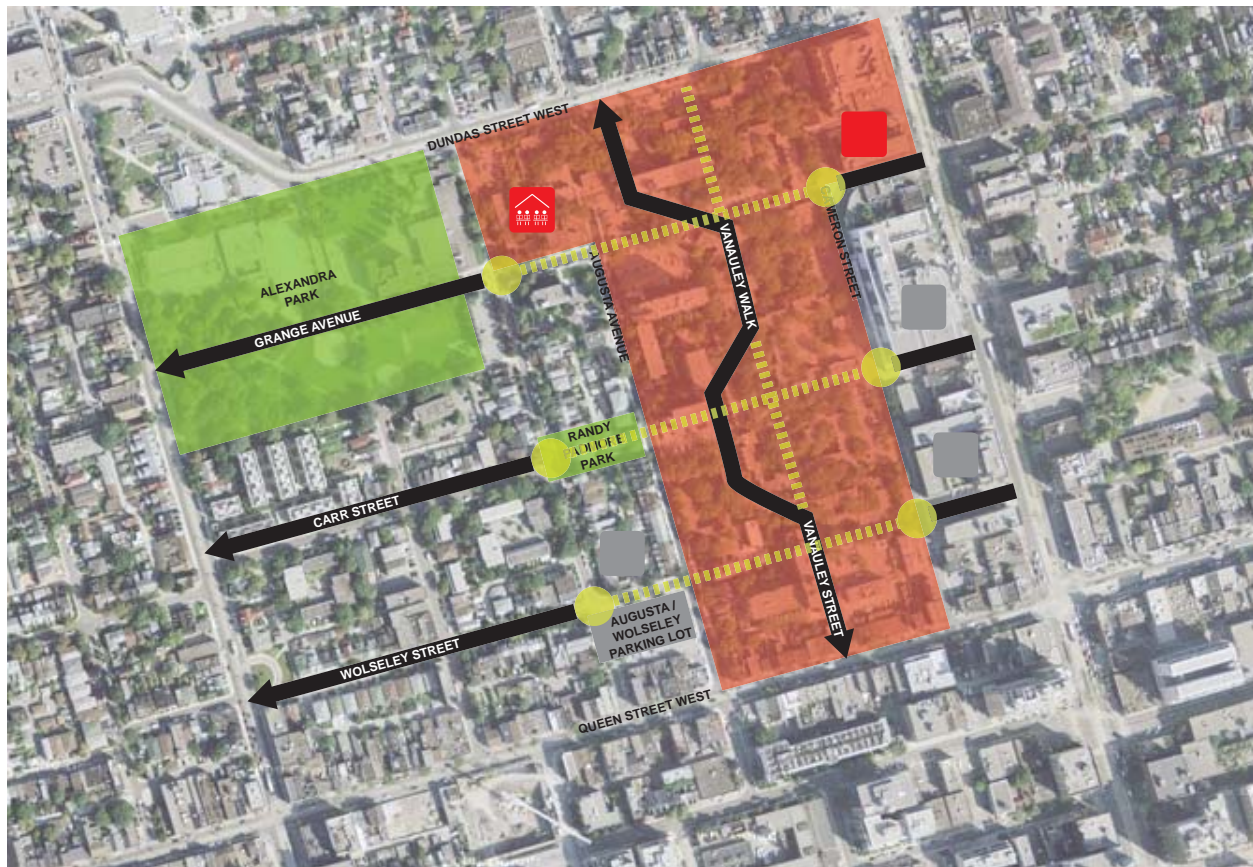 DUNDAS STREET WEST
ALEXANDRA
PARK
GRANGE AVENUE
AUGUSTA AVENUE
VANAULEY WALK
STREET
RANDY
PARK
CARR STREET
VANAULEY STREET
AUGUSTA /
WOLSELEY
PARKING LOT
WOLSELEY STREET
QUEEN STREET WEST